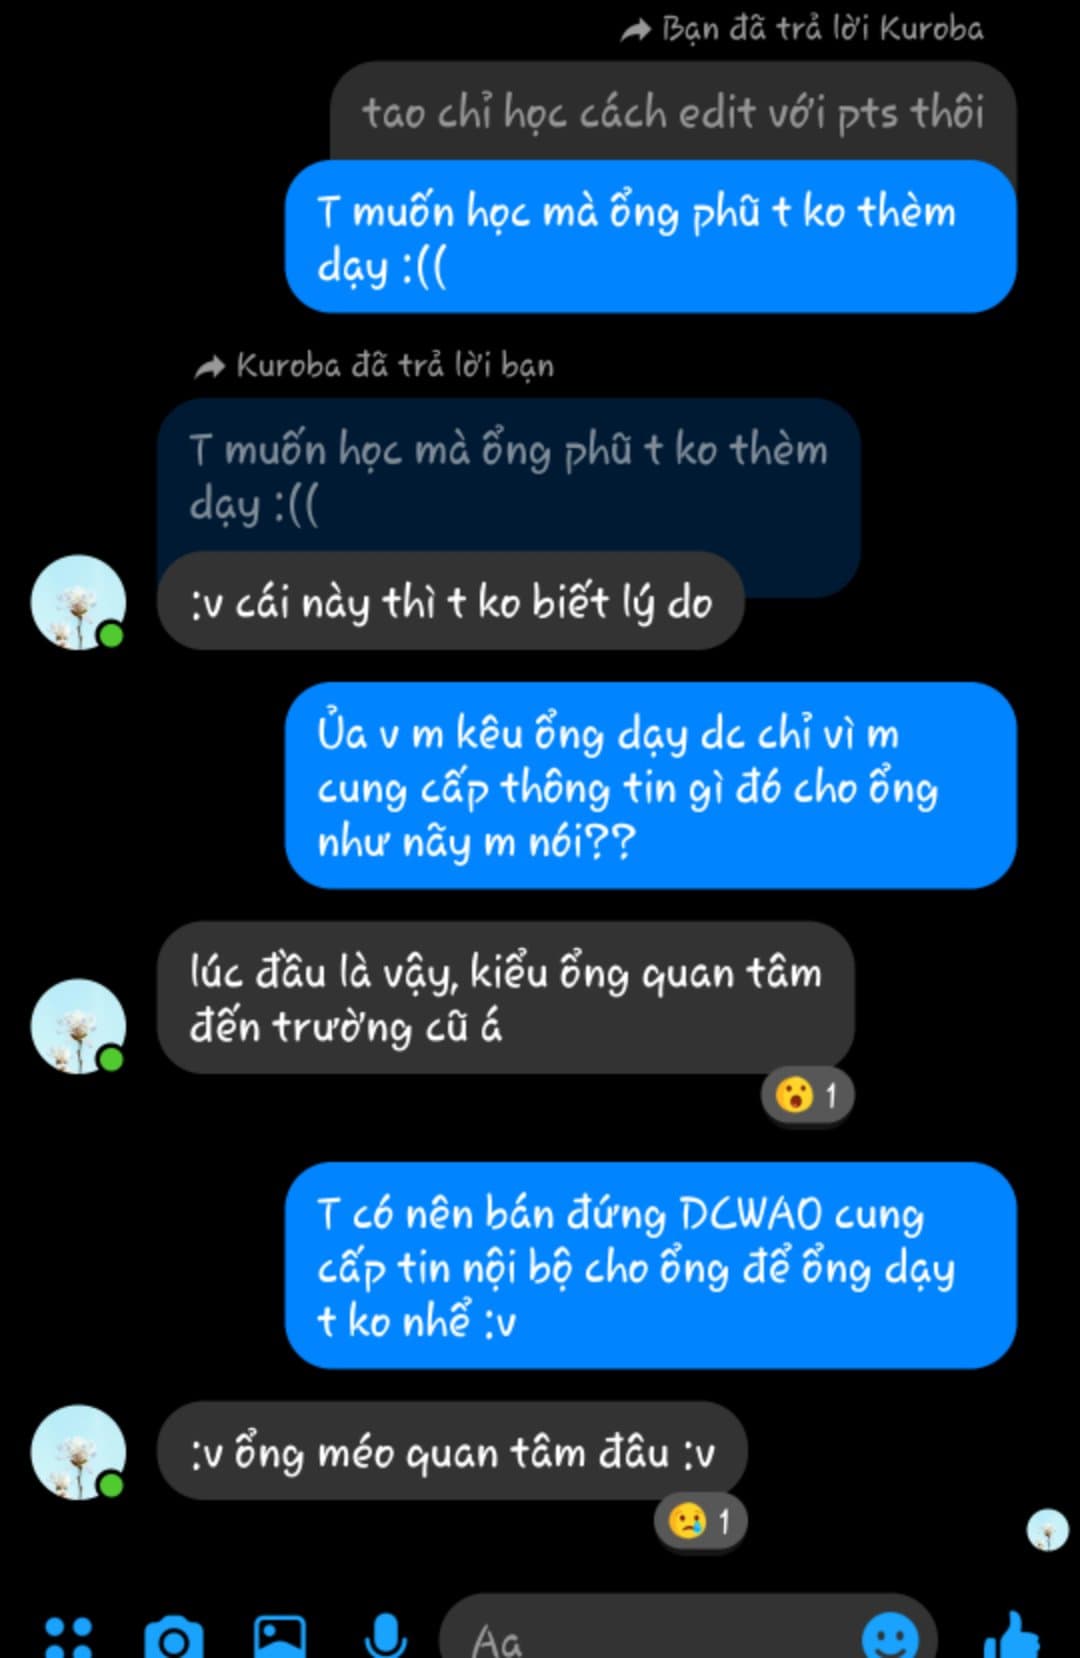 Bạn đã trả lời Kuroba
tao chỉ học cách edit với pts thôi
T muốn học mà ổng phũ t ko thèm
dạy :((
Kuroba đã trả lời bạn
T muốn học mà ổng phũ t ko thèm
dạy :((
:v cái này thì t ko biết lý do
Ủa v m kêu ổng dạy dc chỉ vì m
cung cấp thông tin gì đó cho ổng
như nãy m nói??
lúc đầu là vậy, kiểu ổng quan tâm
đến trường cũ á
1
T có nên bán đứng DCWAO cung
cấp tin nội bộ cho ổng để ổng dạy
t ko nhể :v
:v ổng méo quan tâm đâu :v
1
Aa